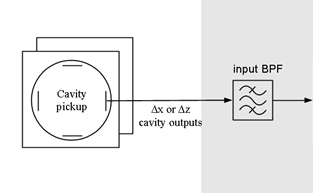 Cavity
pickup
Δx or Δz
cavity outputs
input BPF